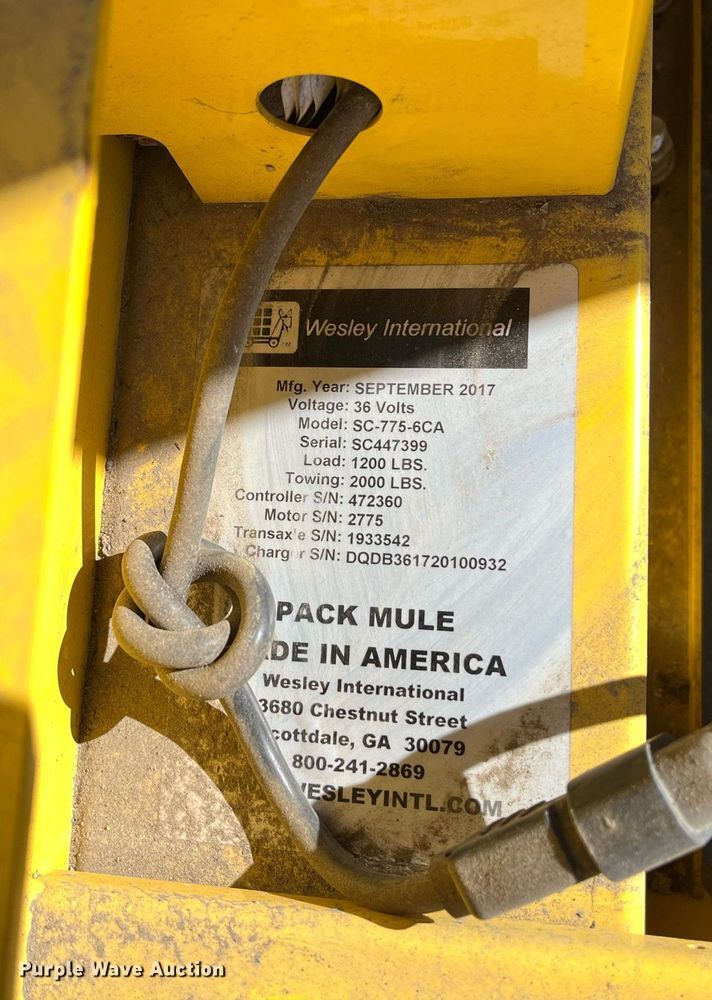 Wesley International
Mfg. Year: SEPTEMBER 2017
Voltage: 36 Volts
Model: SC-775-6CA
Serial: SC447399
Load: 1200 LBS.
Towing: 2000 LBS.
Controller S/N: 472360
Motor S/N: 2775
Transaxle S/N: 1933542
Charger S/N: DQDB361720100932
PACK MULE
DE IN AMERICA
Wesley International
3680 Chestnut Street
cottdale, GA 30079
800-241-2869
WESLEYINTL.COM
Purple Wave Auction